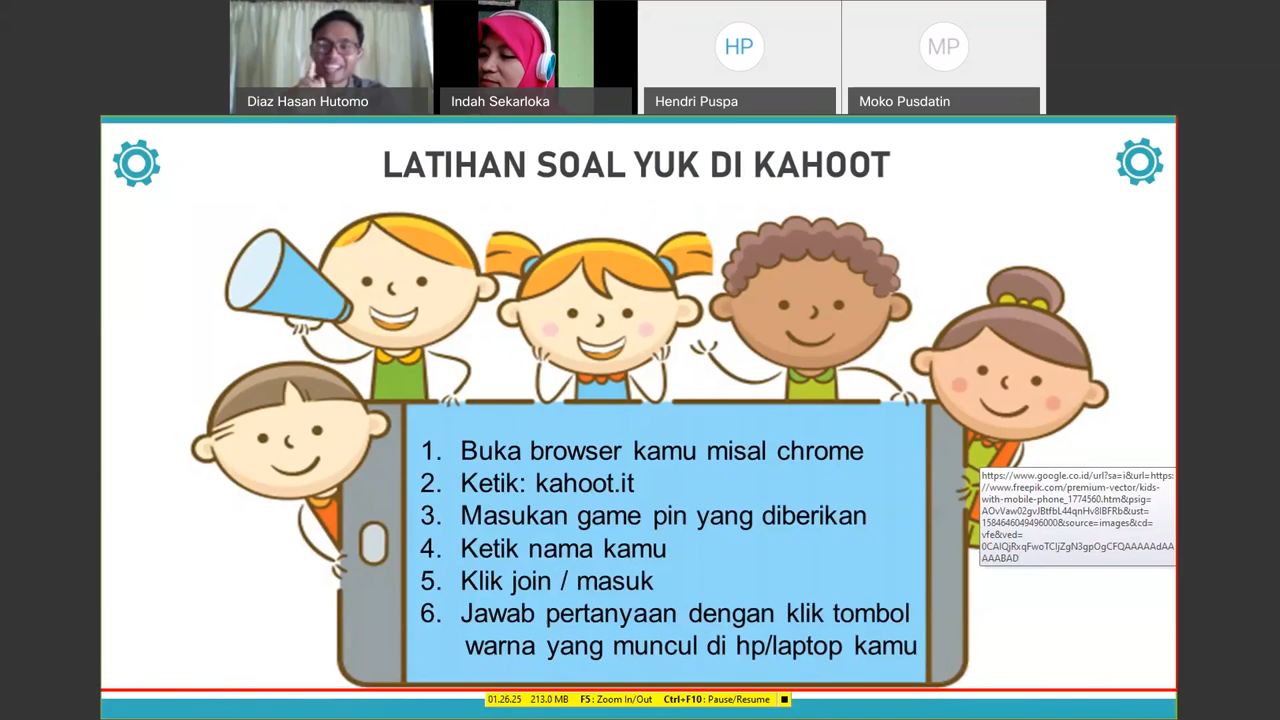 HP
MP
Diaz Hasan Hutomo
Indah Sekarloka
Hendri Puspa
Moko Pusdatin
LATIHAN SOAL YUK DI KAHOOT
1. Buka browser kamu misal chrome
2. Ketik: kahoot.it
3. Masukan game pin yang diberikan
4. Ketik nama kamu
5. Klik join / masuk
6. Jawab pertanyaan dengan klik tombol
warna yang muncul di hp/laptop kamu
https://www.google.co.id/url?sa=i&url=https:
//www.freepik.com/premium-vector/kids-
with-mobile-phone_1774560.htm&psig=
1584646049496000&source=images&cd=
vfe&ved=
AAABAD
01.26.25 213.0 MB F5: Zoom In/Out Ctrl+F10: Pause/Resume